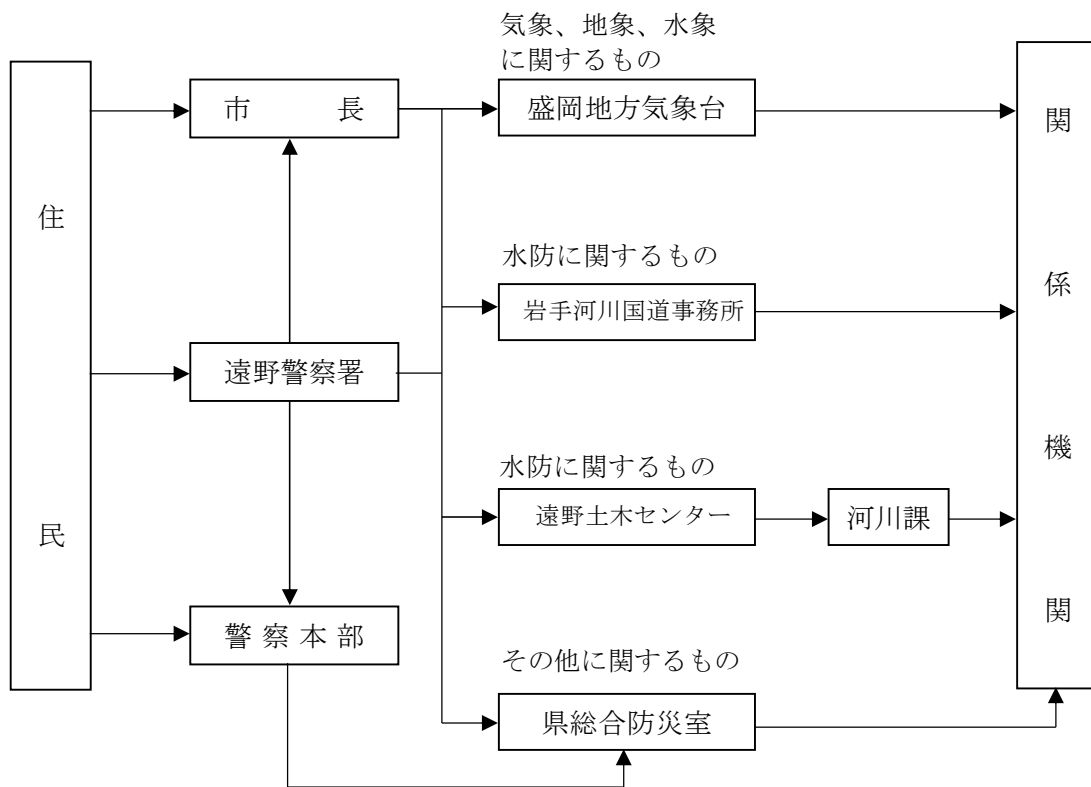 気象、地象、水象
に関するもの
住民
市　　長
盛岡地方気象台
関係機関
水防に関するもの
岩手河川国道事務所
遠野警察署
水防に関するもの
遠野土木センター
河川課
警 察 本 部
その他に関するもの
県総合防災室